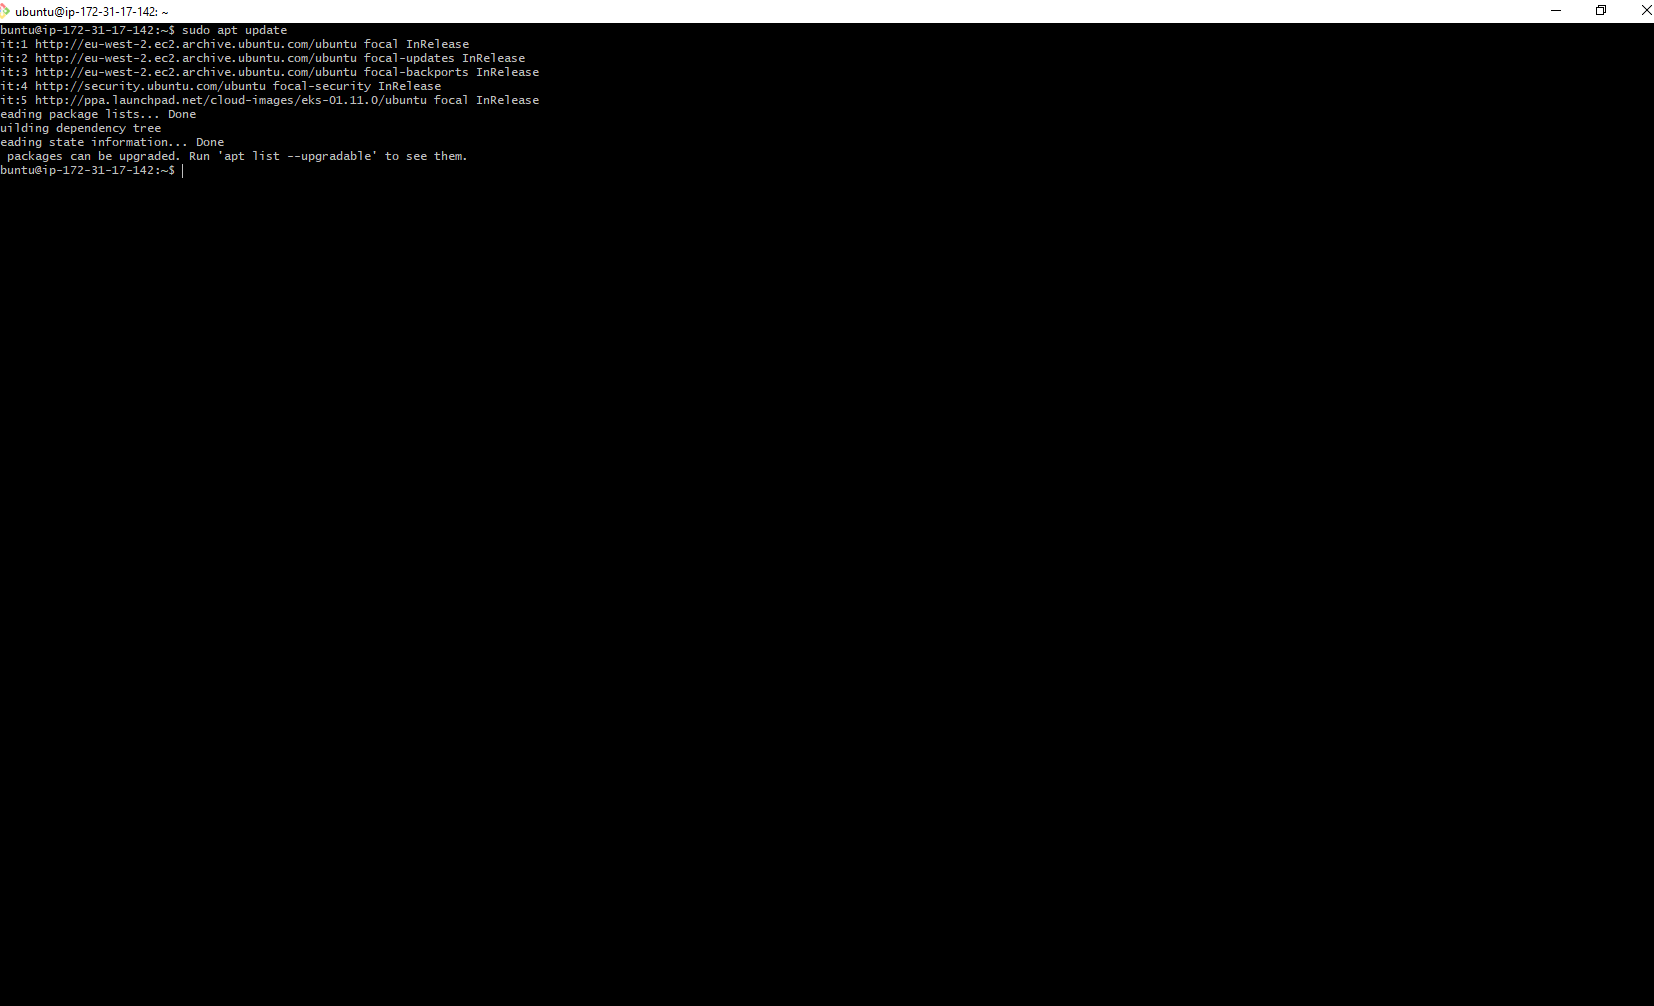 ubuntu@ip-172-31-17-142: ~
buntu@ip-172-31-17-142:~$ sudo apt update
it:1 http://eu-west-2.ec2.archive.ubuntu.com/ubuntu focal InRelease
it:2 http://eu-west-2.ec2.archive.ubuntu.com/ubuntu focal-updates InRelease
it:3 http://eu-west-2.ec2.archive.ubuntu.com/ubuntu focal-backports InRelease
it:4 http://security.ubuntu.com/ubuntu focal-security InRelease
it:5 http://ppa.launchpad.net/cloud-images/eks-01.11.0/ubuntu focal InRelease
eading package lists... Done
uilding dependency tree
eading state information... Done
packages can be upgraded. Run 'apt list --upgradable' to see them.
buntu@ip-172-31-17-142:~$